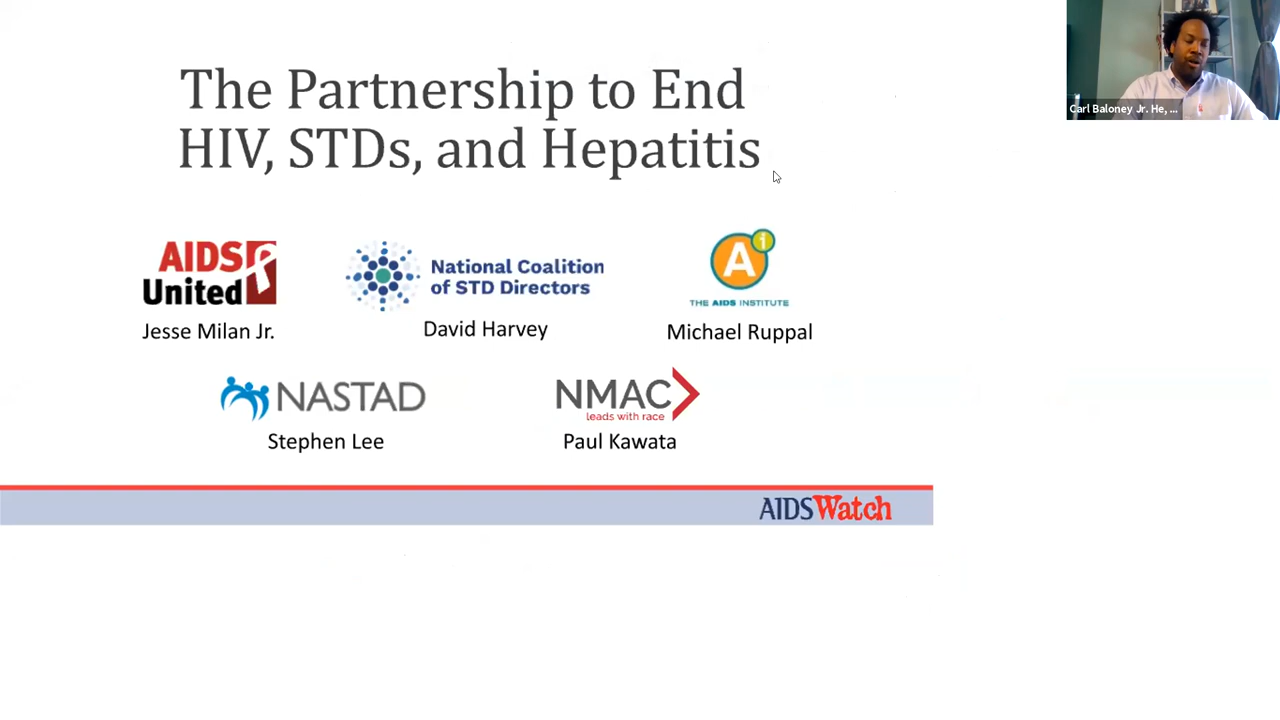 The Partnership to End
HIV, STDs, and Hepatitis
Carl Baloney Jr. He, ...
AIDS
United
Jesse Milan Jr.
National Coalition
of STD Directors
David Harvey
A i
THE AIDS INSTITUTE
Michael Ruppal
NASTAD
Stephen Lee
NMAC
leads with race
Paul Kawata
AIDSWatch